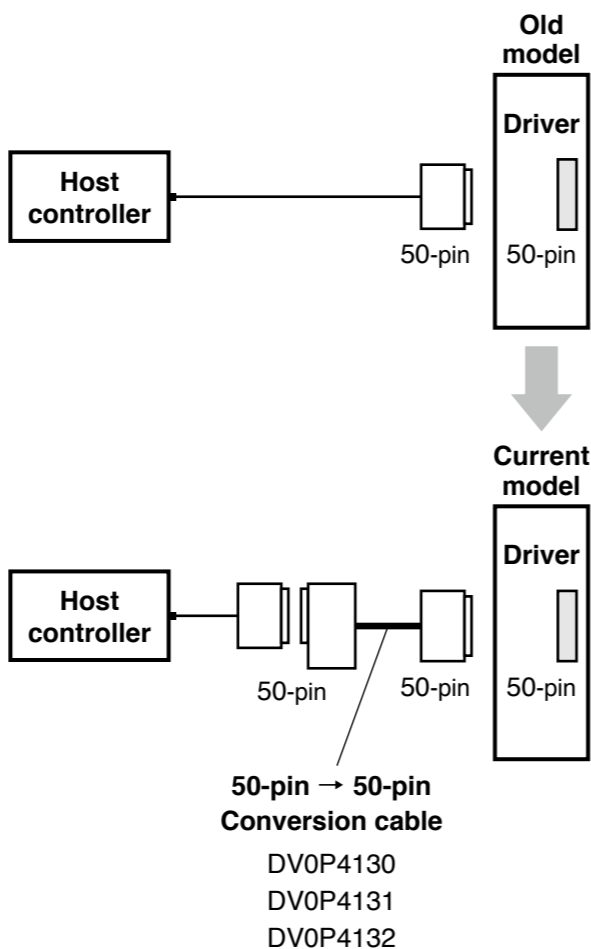 Old
model
Driver
Host
controller
50-pin
50-pin
Current
model
Driver
Host
controller
50-pin
50-pin
50-pin
50-pin → 50-pin
Conversion cable
DV0P4130
DV0P4131
DV0P4132